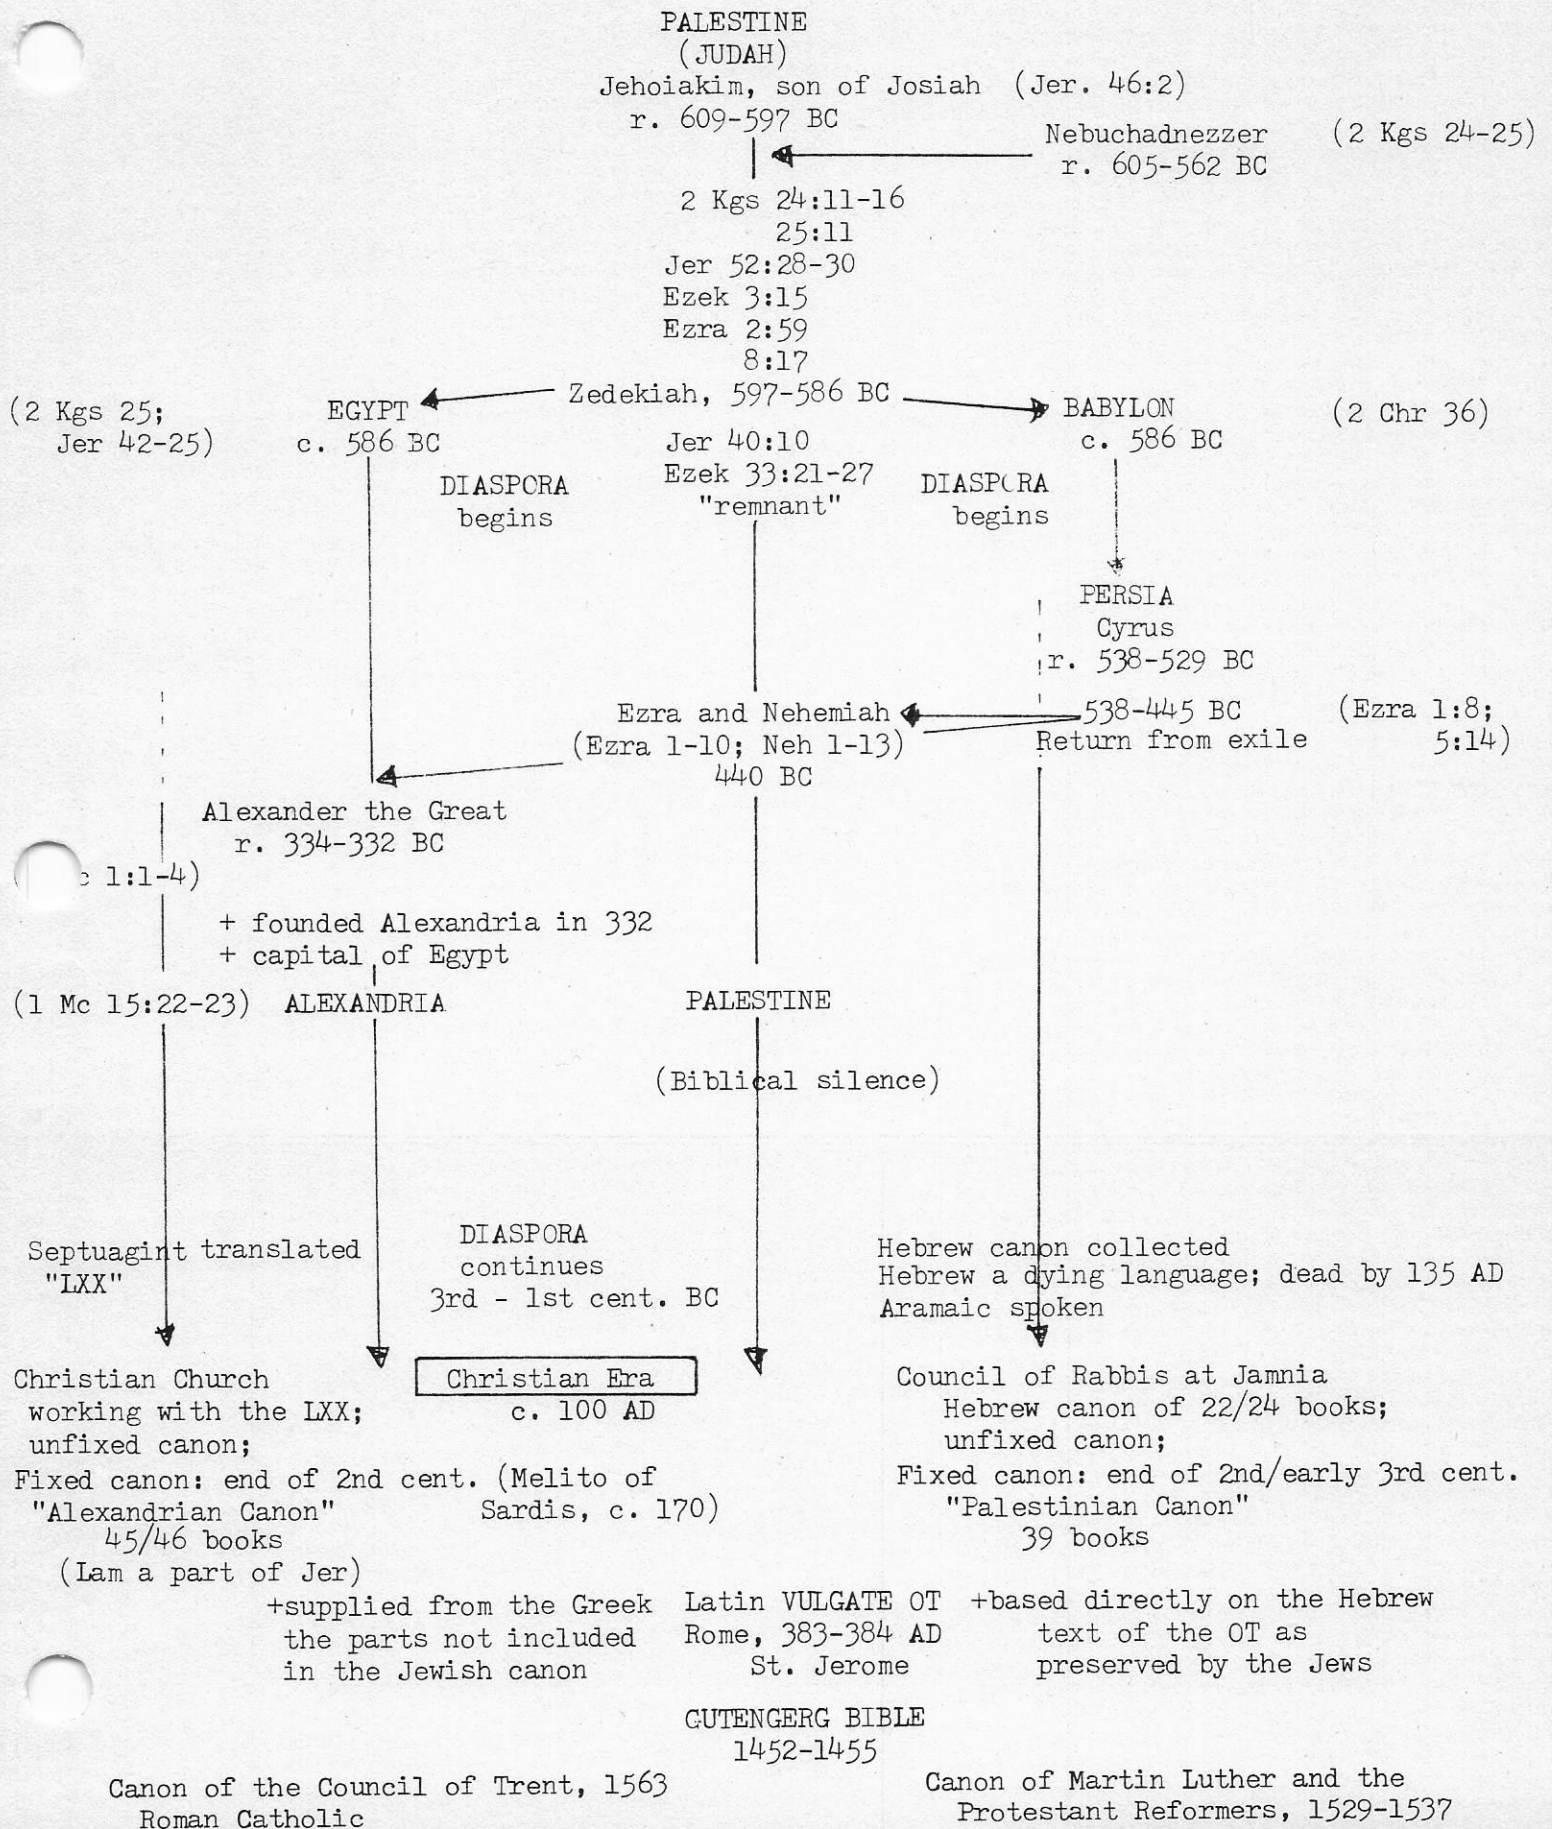 PALESTINE
(JUDAH)
Jehoiakim, son of Josiah (Jer. 46:2)
r. 609-597 BC
Nebuchadnezzer (2 Kgs 24-25)
r. 605-562 BC
2 Kgs 24:11-16
25:11
Jer 52:28-30
Ezek 3:15
Ezra 2:59
8:17
Zedekiah, 597-586 BC
(2 Kgs 25;
Jer 42-25)
EGYPT
c. 586 BC
BABYLON
c. 586 BC
(2 Chr 36)
Jer 40:10
Ezek 33:21-27
"remnant"
DIASPORA
begins
DIASPORA
begins
PERSIA
Cyrus
r. 538-529 BC
Ezra and Nehemiah
(Ezra 1-10; Neh 1-13)
440 BC
538-445 BC
Return from exile
(Ezra 1:8;
5:14)
Alexander the Great
r. 334-332 BC
1:1-4)
+ founded Alexandria in 332
+ capital of Egypt
(1 Mc 15:22-23) ALEXANDRIA
PALESTINE
(Biblical silence)
Septuagint translated
"LXX"
DIASPORA
continues
3rd - 1st cent. BC
Hebrew canon collected
Hebrew a dying language; dead by 135 AD
Aramaic spoken
Christian Church
working with the LXX;
unfixed canon;
Christian Era
c. 100 AD
Council of Rabbis at Jamnia
Hebrew canon of 22/24 books;
unfixed canon;
Fixed canon: end of 2nd cent. (Melito of
"Alexandrian Canon" Sardis, c. 170)
45/46 books
(Lam a part of Jer)
Fixed canon: end of 2nd/early 3rd cent.
"Palestinian Canon"
39 books
+supplied from the Greek
the parts not included
in the Jewish canon
Latin VULGATE OT
Rome, 383-384 AD
St. Jerome
+based directly on the Hebrew
text of the OT as
preserved by the Jews
GUTENGERG BIBLE
1452-1455
Canon of the Council of Trent, 1563
Roman Catholic
Canon of Martin Luther and the
Protestant Reformers, 1529-1537